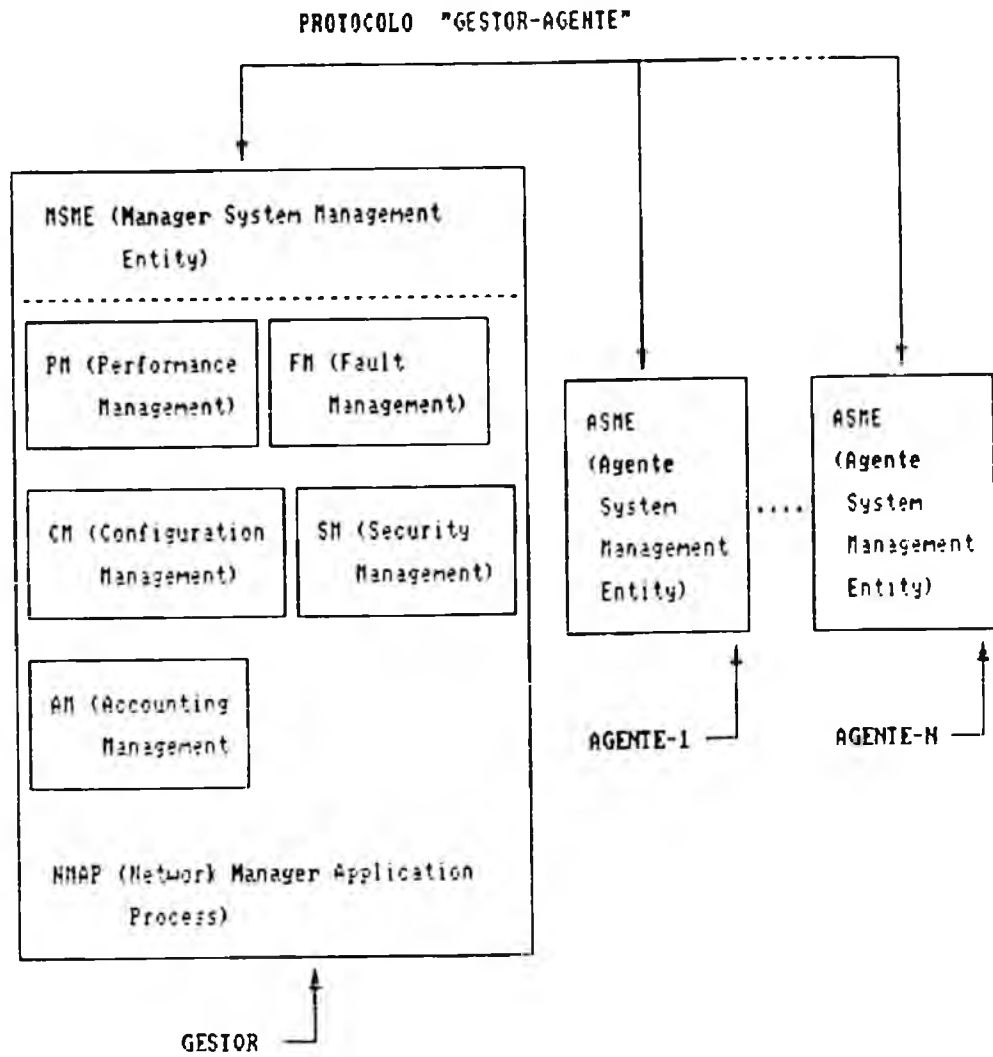 PROTOCOLO "GESTOR-AGENTE"
MSME (Manager System Management
Entity)
PM (Performance
Management)
FM (Fault
Management)
CM (Configuration
Management)
SM (Security
Management)
AM (Accounting
Management
NMAP (Network Manager Application
Process)
GESTOR
ASME
(Agente
System
Management
Entity)
....
ASME
(Agente
System
Management
Entity)
AGENTE-1
AGENTE-N